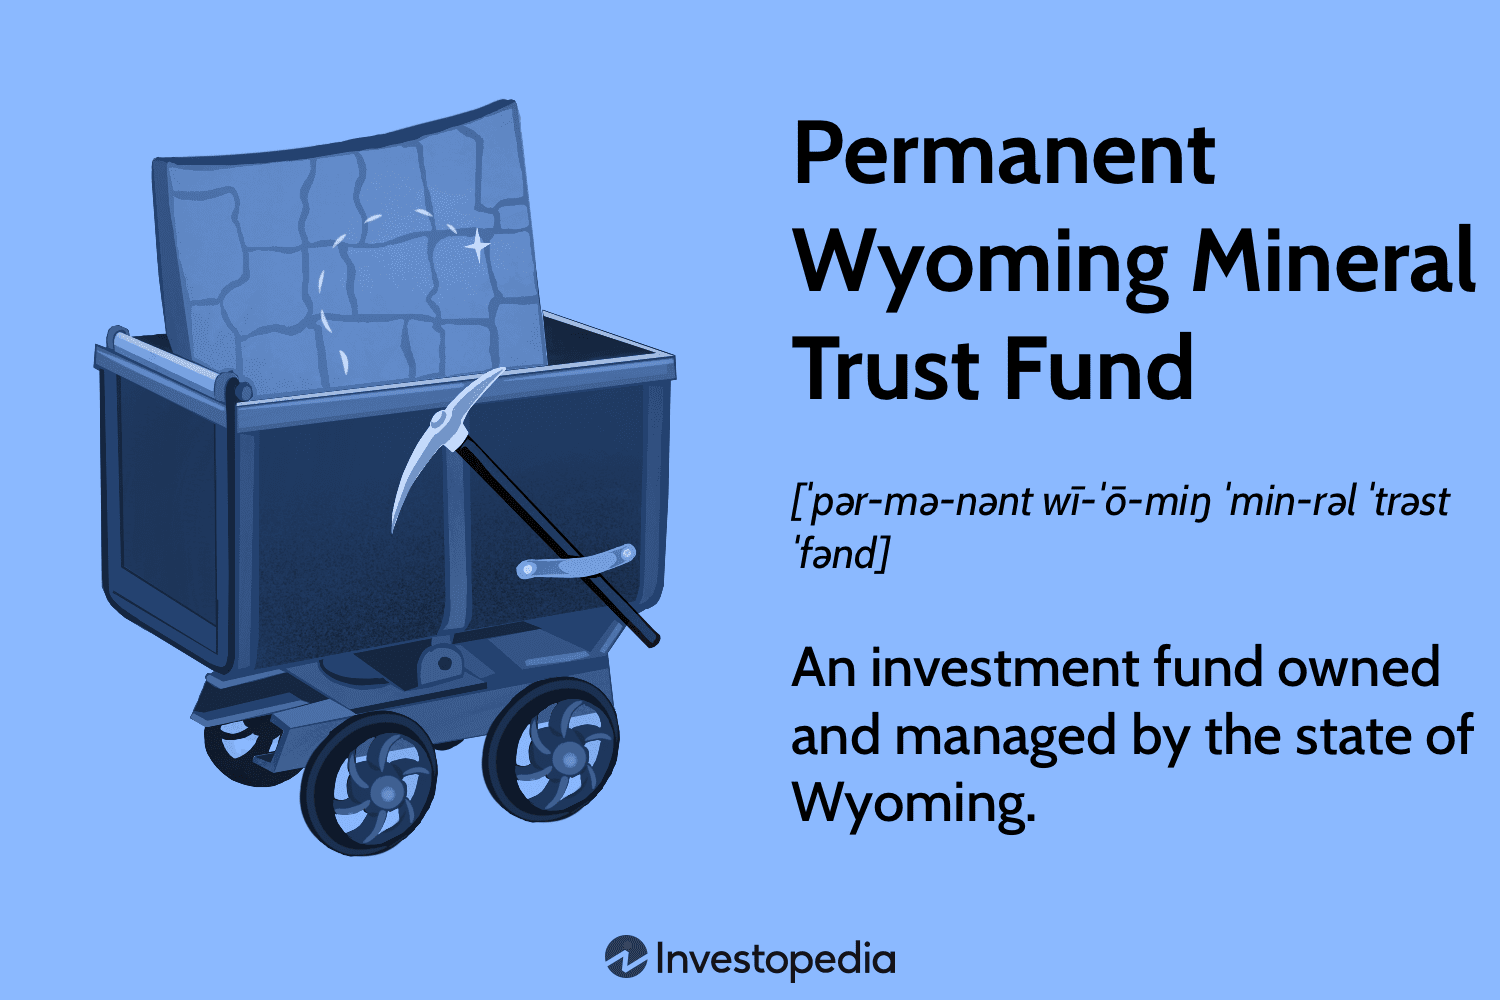 Permanent
Wyoming Mineral
Trust Fund
[ˈpər-mə-nənt wī-ˈō-miŋ ˈmin-rəl ˈtrəst
ˈfənd]
An investment fund owned
and managed by the state of
Wyoming.
Investopedia